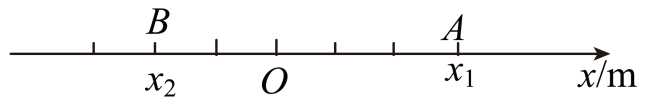 B A
x₂ O x₁ x/m